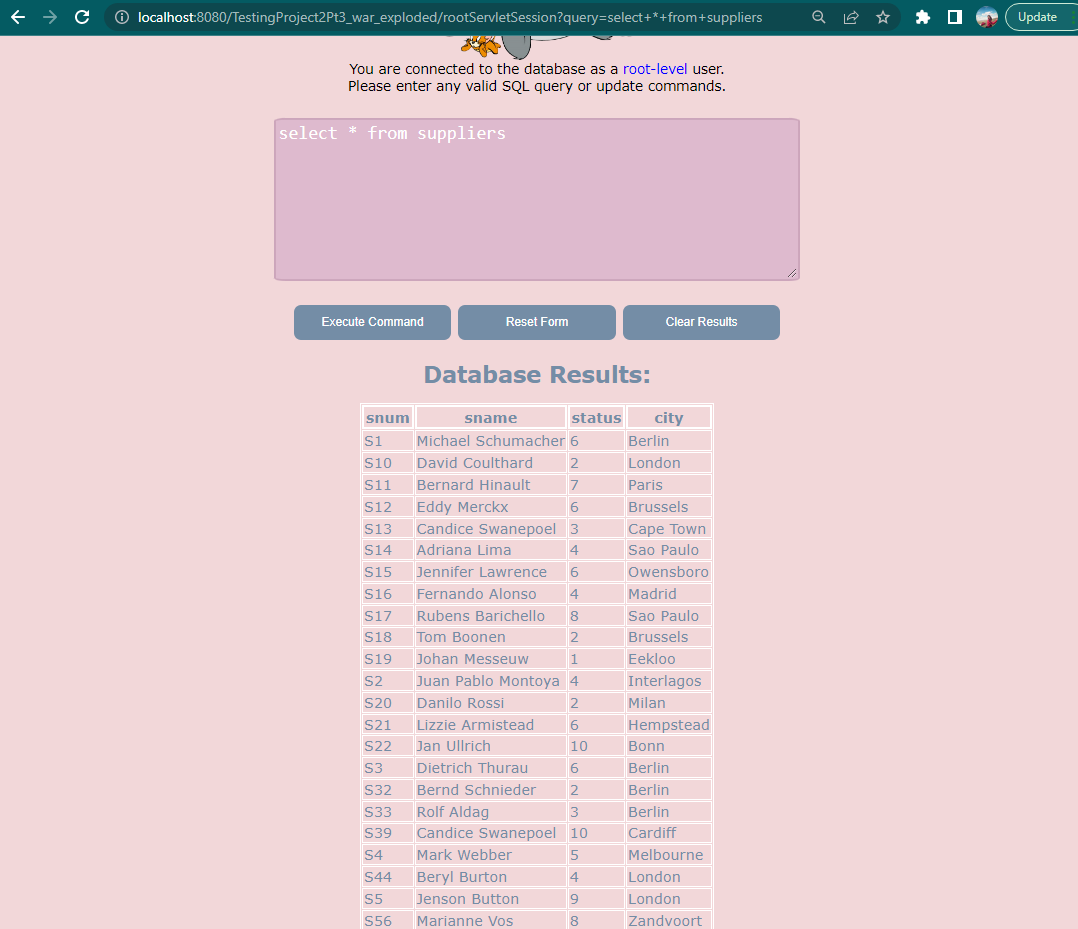 localhost:8080/TestingProject2Pt3_war_exploded/rootServletSession?query=select+*+from+suppliers Update
You are connected to the database as a root-level user.
Please enter any valid SQL query or update commands.
select * from suppliers
Execute Command Reset Form Clear Results
Database Results:
snum sname status city
S1 Michael Schumacher 6 Berlin
S10 David Coulthard 2 London
S11 Bernard Hinault 7 Paris
S12 Eddy Merckx 6 Brussels
S13 Candice Swanepoel 3 Cape Town
S14 Adriana Lima 4 Sao Paulo
S15 Jennifer Lawrence 6 Owensboro
S16 Fernando Alonso 4 Madrid
S17 Rubens Barichello 8 Sao Paulo
S18 Tom Boonen 2 Brussels
S19 Johan Messeuw 1 Eekloo
S2 Juan Pablo Montoya 4 Interlagos
S20 Danilo Rossi 2 Milan
S21 Lizzie Armistead 6 Hempstead
S22 Jan Ullrich 10 Bonn
S3 Dietrich Thurau 6 Berlin
S32 Bernd Schnieder 2 Berlin
S33 Rolf Aldag 3 Berlin
S39 Candice Swanepoel 10 Cardiff
S4 Mark Webber 5 Melbourne
S44 Beryl Burton 4 London
S5 Jenson Button 9 London
S56 Marianne Vos 8 Zandvoort